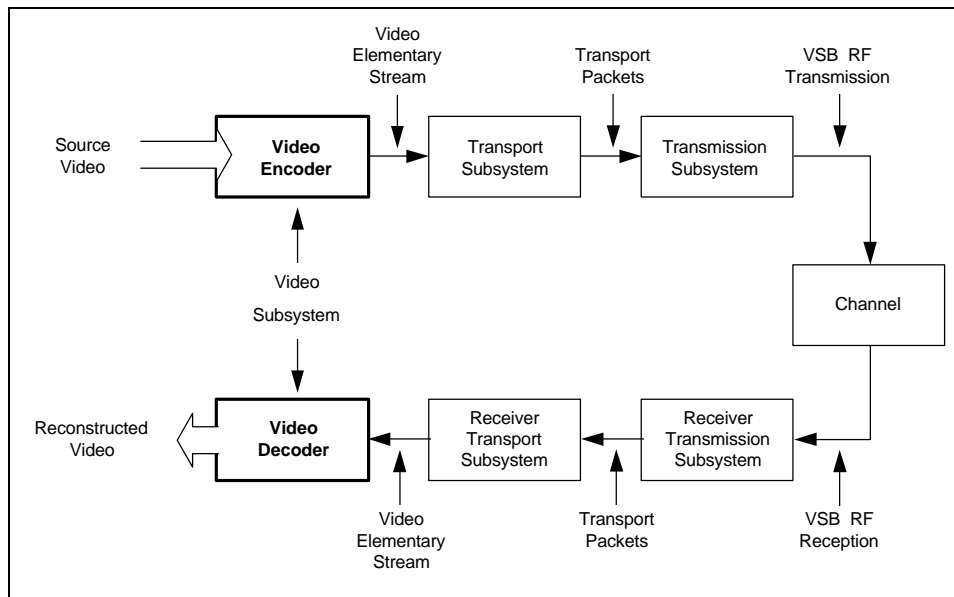 Video
Elementary
Stream
Transport
Packets
VSB RF
Transmission
Source
Video
Video
Encoder
Transport
Subsystem
Transmission
Subsystem
Video
Subsystem
Channel
Reconstructed
Video
Video
Decoder
Receiver
Transport
Subsystem
Receiver
Transmission
Subsystem
Video
Elementary
Stream
Transport
Packets
VSB RF
Reception